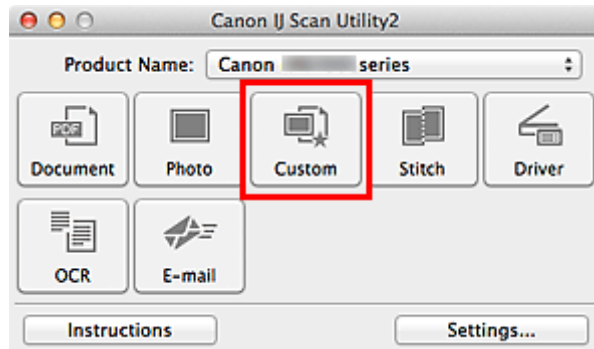 Canon IJ Scan Utility2
Product Name: Canon series
PDF
Document Photo Custom Stitch Driver
OCR E-mail
Instructions Settings...